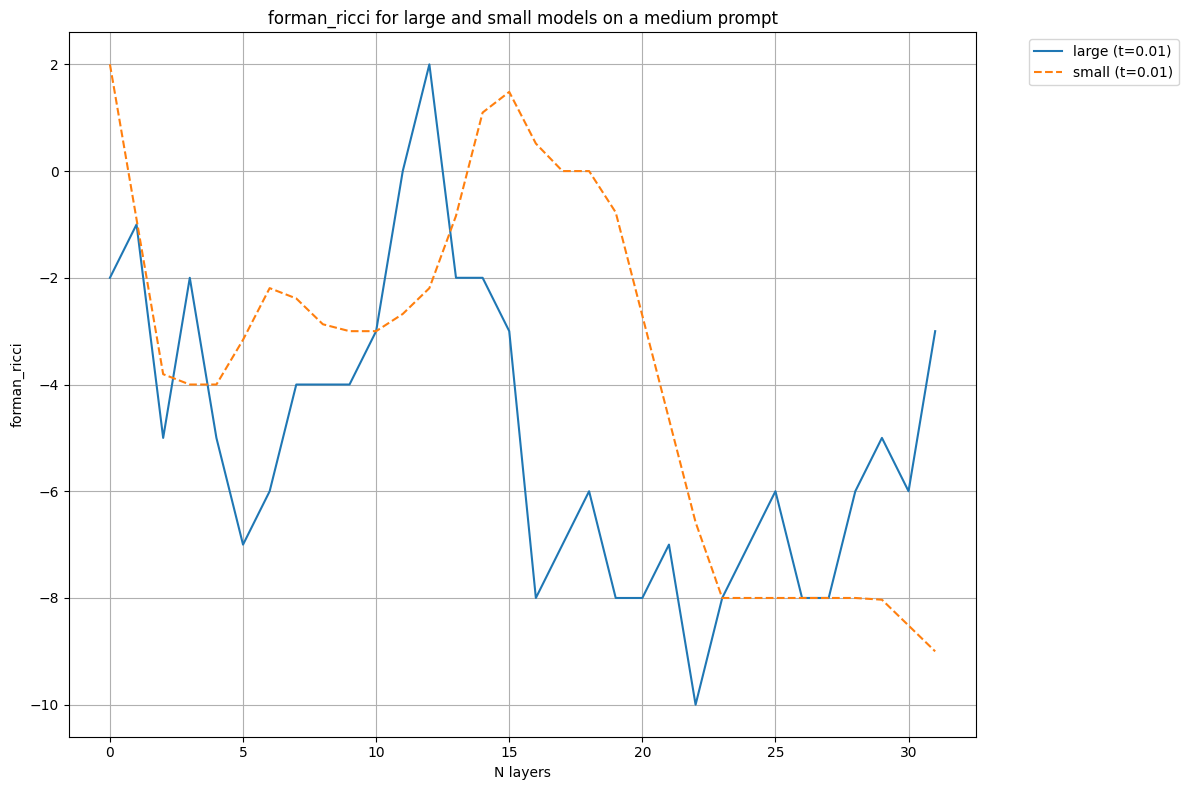 forman_ricci for large and small models on a medium prompt
large (t=0.01)
small (t=0.01)
forman_ricci
2
0
−2
−4
−6
−8
−10
0 5 10 15 20 25 30
N layers